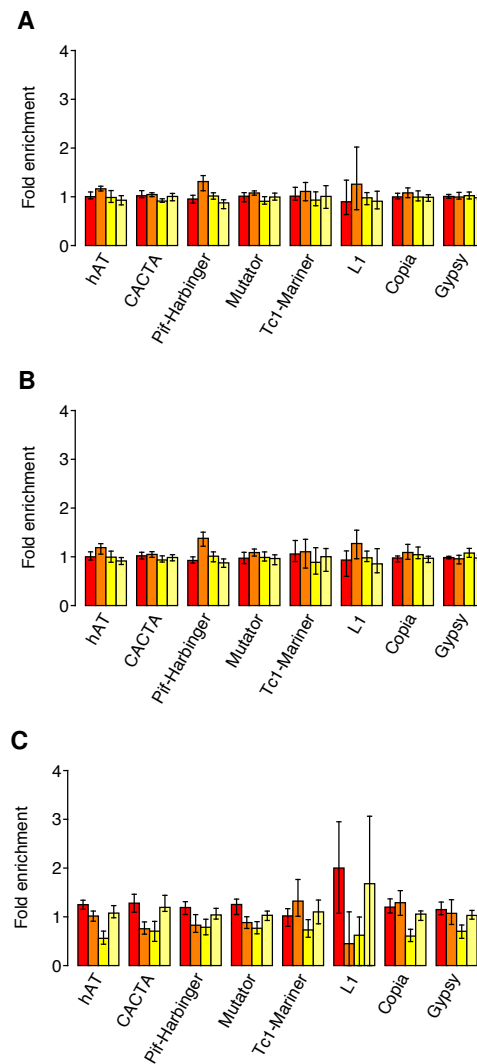 A
Fold enrichment
4
3
2
1
0
hAT
CACTA
Pif-Harbinger
Mutator
Tc1-Mariner
L1
Copia
Gypsy
B
Fold enrichment
4
3
2
1
0
hAT
CACTA
Pif-Harbinger
Mutator
Tc1-Mariner
L1
Copia
Gypsy
C
Fold enrichment
4
3
2
1
0
hAT
CACTA
Pif-Harbinger
Mutator
Tc1-Mariner
L1
Copia
Gypsy